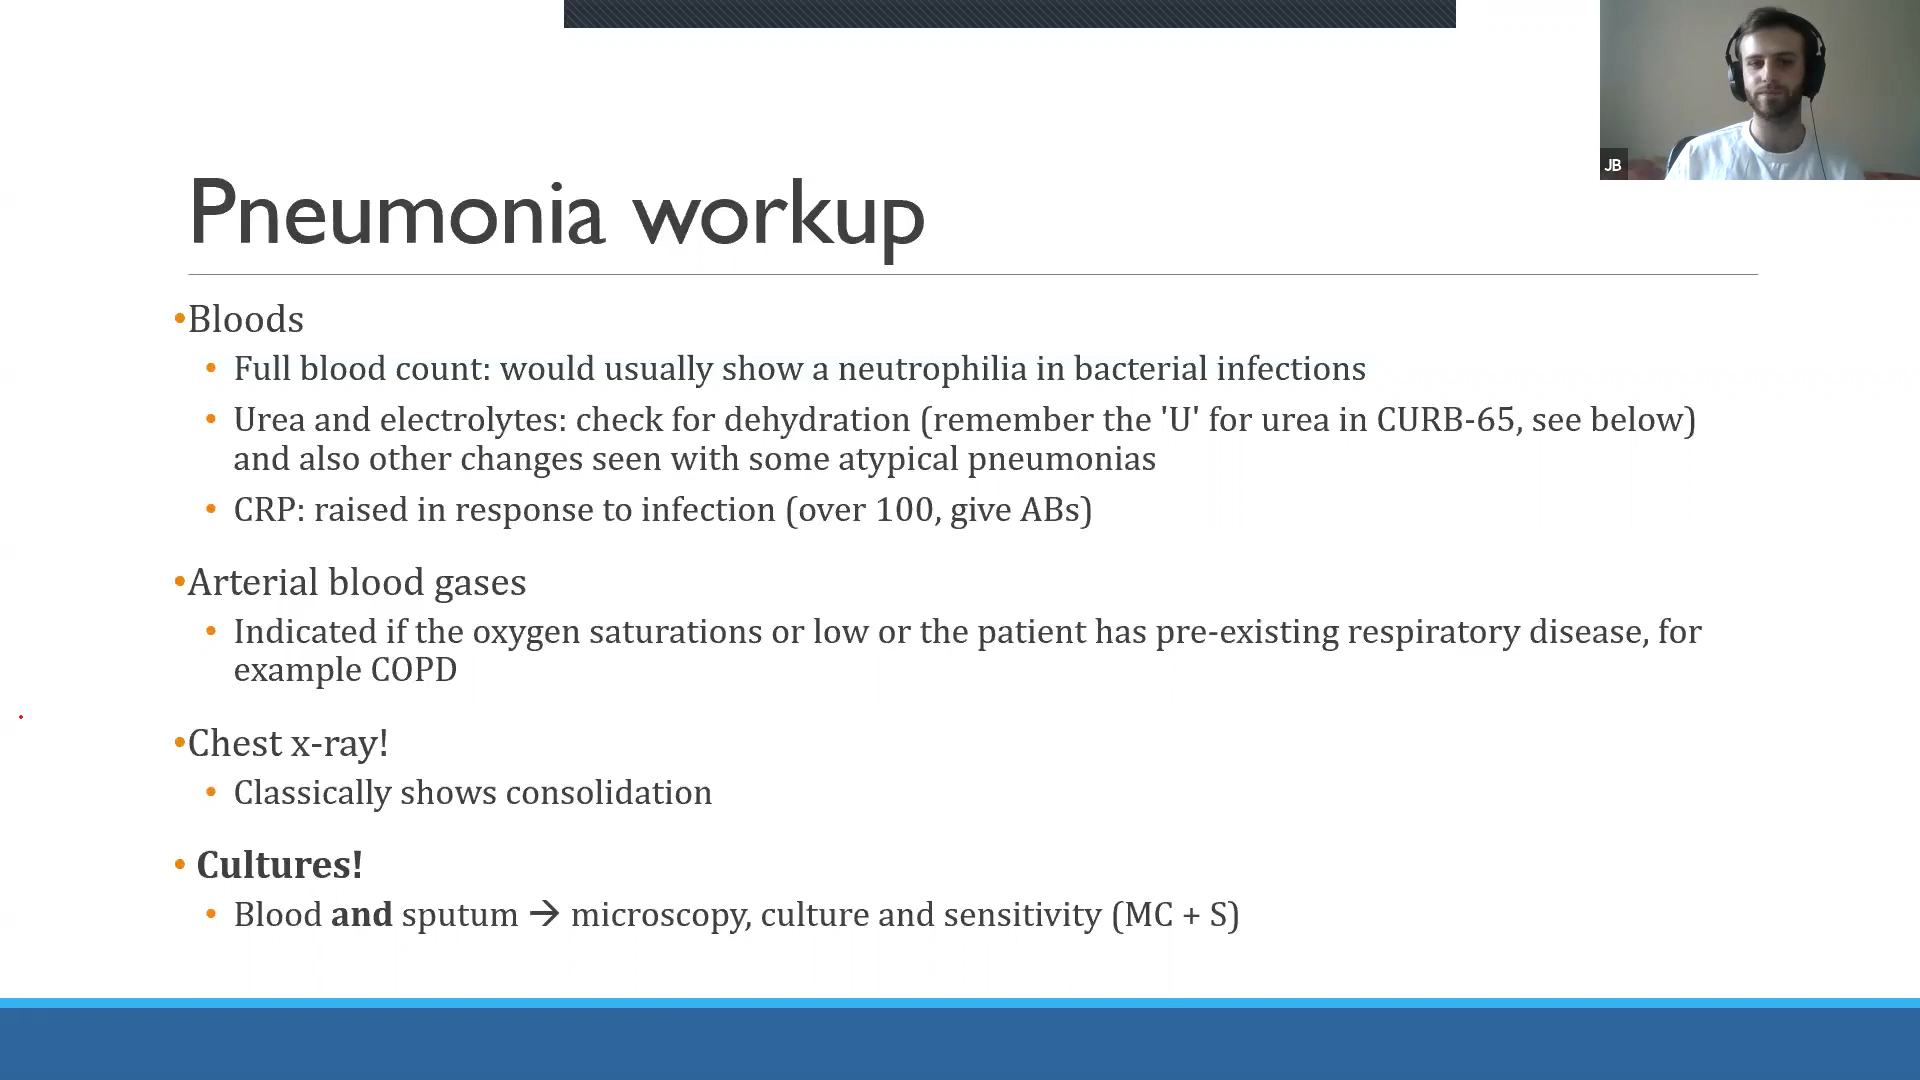 JB
Pneumonia workup
•Bloods
• Full blood count: would usually show a neutrophilia in bacterial infections
• Urea and electrolytes: check for dehydration (remember the 'U' for urea in CURB-65, see below)
and also other changes seen with some atypical pneumonias
• CRP: raised in response to infection (over 100, give ABs)
•Arterial blood gases
• Indicated if the oxygen saturations or low or the patient has pre-existing respiratory disease, for
example COPD
•Chest x-ray!
• Classically shows consolidation
• Cultures!
• Blood and sputum → microscopy, culture and sensitivity (MC + S)